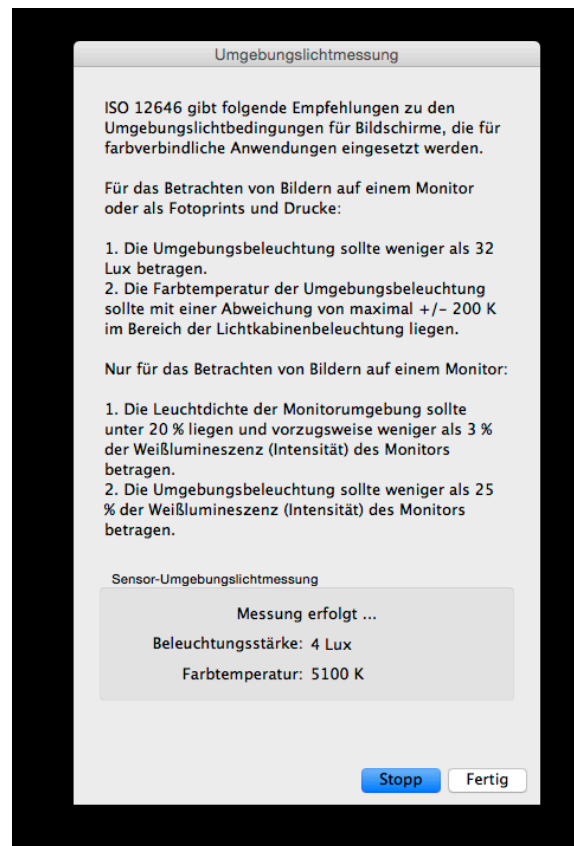 Umgebungslichtmessung
ISO 12646 gibt folgende Empfehlungen zu den
Umgebungslichtbedingungen für Bildschirme, die für
farbverbindliche Anwendungen eingesetzt werden.
Für das Betrachten von Bildern auf einem Monitor
oder als Fotoprints und Drucke:
1. Die Umgebungsbeleuchtung sollte weniger als 32
Lux betragen.
2. Die Farbtemperatur der Umgebungsbeleuchtung
sollte mit einer Abweichung von maximal +/- 200 K
im Bereich der Lichtkabinenbeleuchtung liegen.
Nur für das Betrachten von Bildern auf einem Monitor:
1. Die Leuchtdichte der Monitorumgebung sollte
unter 20 % liegen und vorzugsweise weniger als 3 %
der Weißlumineszenz (Intensität) des Monitors
betragen.
2. Die Umgebungsbeleuchtung sollte weniger als 25
% der Weißlumineszenz (Intensität) des Monitors
betragen.
Sensor-Umgebungslichtmessung
Messung erfolgt ...
Beleuchtungsstärke: 4 Lux
Farbtemperatur: 5100 K
Stopp Fertig